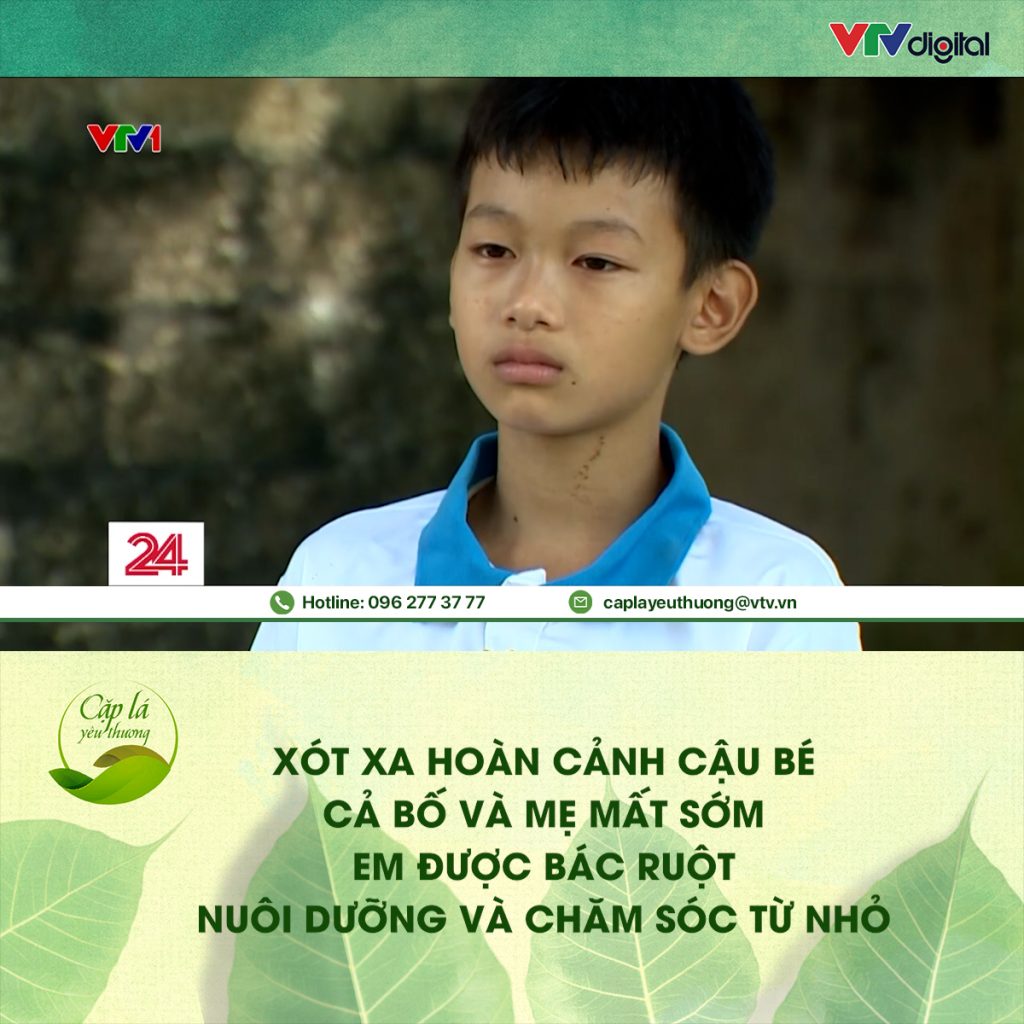 VTVdigital
VTV1
24
Hotline: 096 277 37 77
caplayeuthuong@vtv.vn
Cặp lá
yêu thương
XÓT XA HOÀN CẢNH CẬU BÉ
CẢ BỐ VÀ MẸ MẤT SỚM
EM ĐƯỢC BÁC RUỘT
NUÔI DƯỠNG VÀ CHĂM SÓC TỪ NHỎ